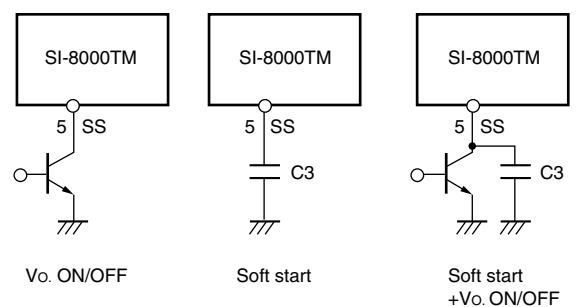 SI-8000TM SI-8000TM SI-8000TM
5 SS 5 SS 5 SS
C3 C3
Vo. ON/OFF Soft start Soft start
+Vo. ON/OFF